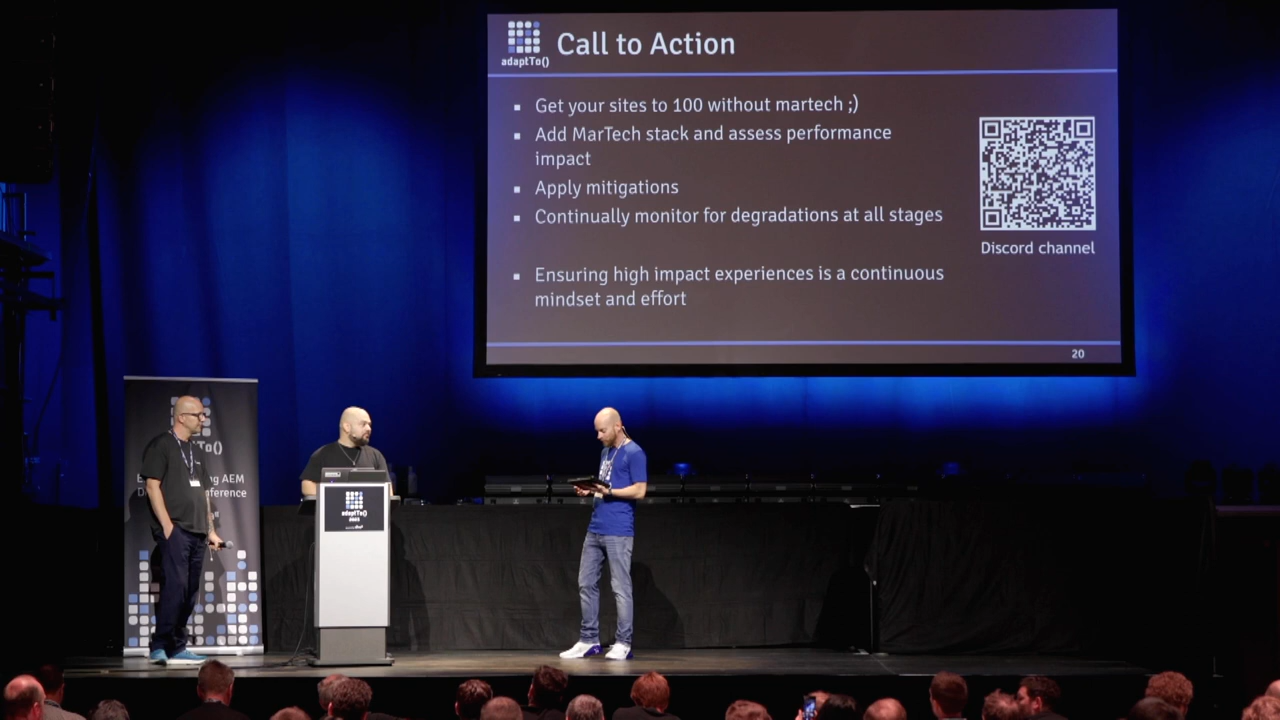 adaptTo()
Call to Action
Get your sites to 100 without martech ;)
Add MarTech stack and assess performance
impact
Apply mitigations
Continually monitor for degradations at all stages
Ensuring high impact experiences is a continuous
mindset and effort
Discord channel
20
AEM
adaptTo()